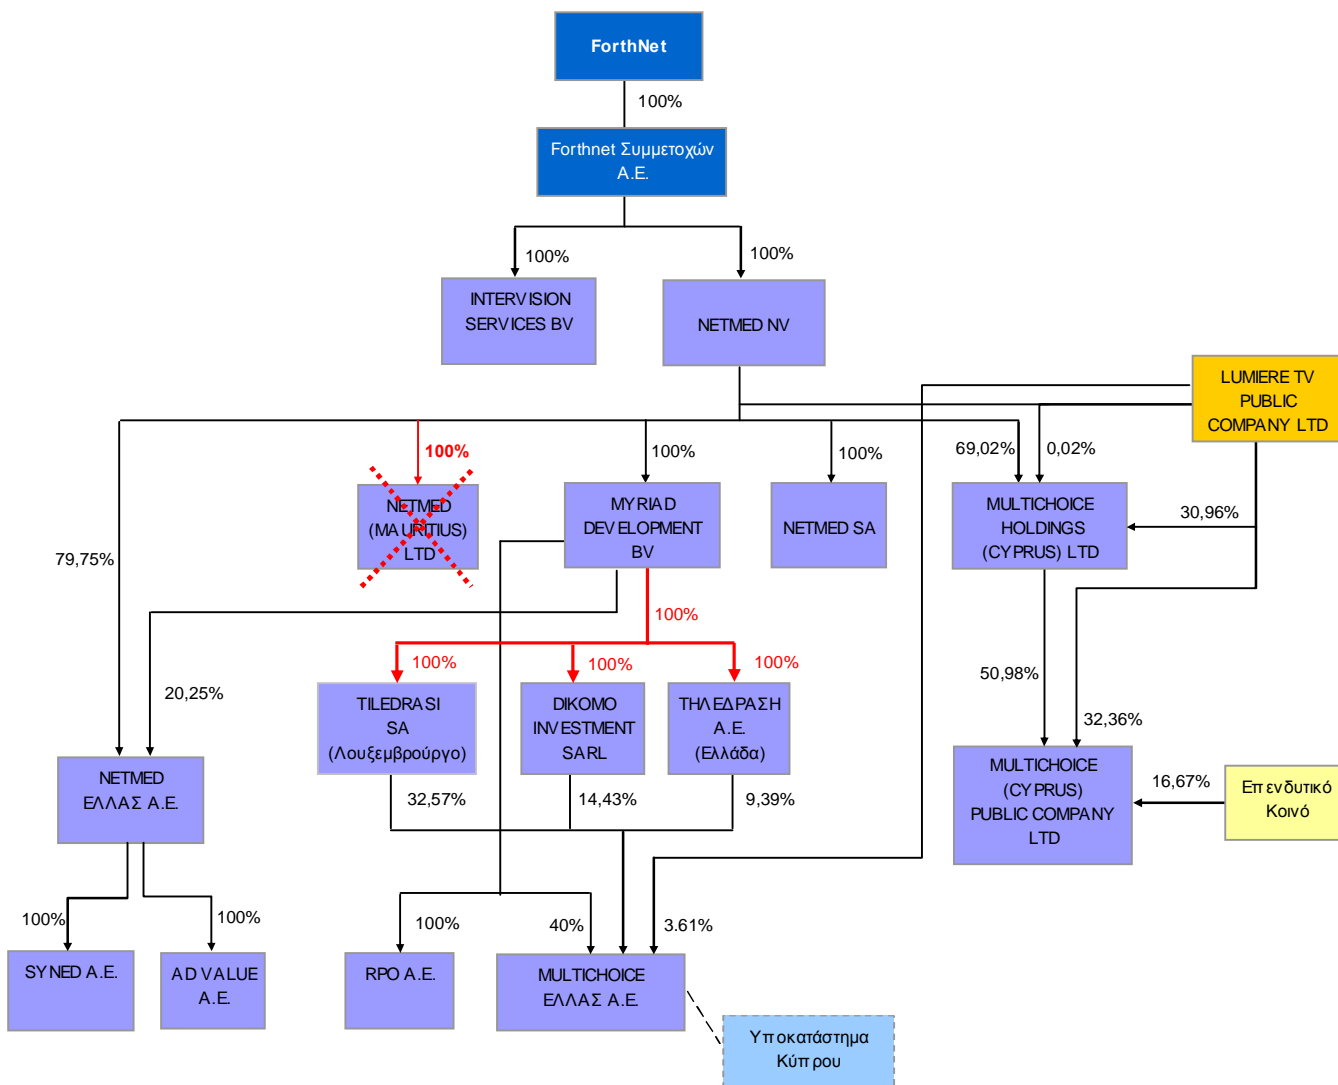 ForthNet
100%
Forthnet Συμμετοχών
Α.Ε.
100%
100%
INTERVISION
SERVICES BV
NETMED NV
LUMIERE TV
PUBLIC
COMPANY LTD
100%
100%
100%
69,02%
0,02%
NETMED
(MAURITIUS)
LTD
MYRIAD
DEVELOPMENT
BV
NETMED SA
MULTICHOICE
HOLDINGS
(CYPRUS) LTD
30,96%
79,75%
100%
100%
100%
100%
50,98%
20,25%
TILEDRASI
SA
(Λουξεμβρούργο)
DIKOMO
INVESTMENT
SARL
ΤΗΛΕΔΡΑΣΗ
Α.Ε.
(Ελλάδα)
32,36%
NETMED
ΕΛΛΑΣ Α.Ε.
32,57%
14,43%
9,39%
MULTICHOICE
(CYPRUS)
PUBLIC COMPANY
LTD
16,67%
Επενδυτικό
Κοινό
100%
100%
100%
40%
3.61%
SYNED A.E.
AD VALUE
A.E.
RPO A.E.
MULTICHOICE
ΕΛΛΑΣ Α.Ε.
Υποκατάστημα
Κύπρου